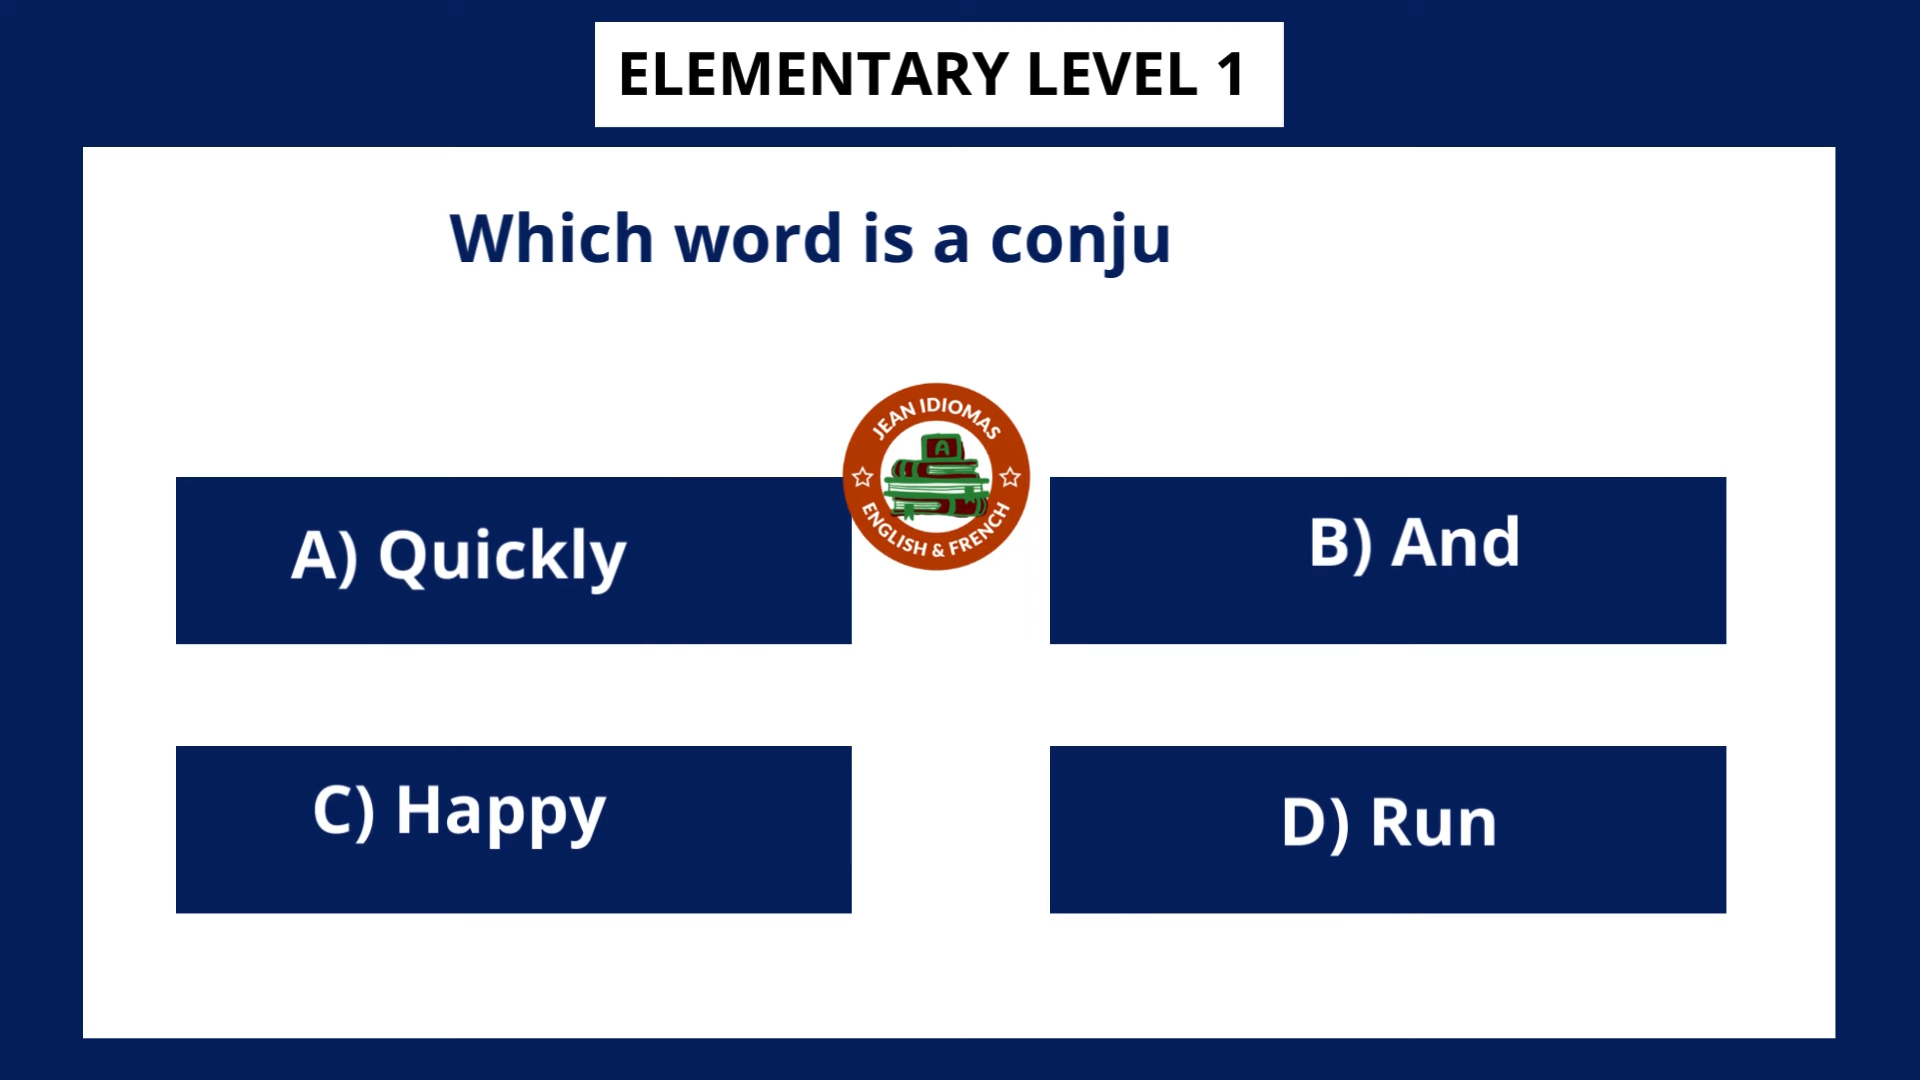 ELEMENTARY LEVEL 1
Which word is a conju
JEAN IDIOMAS
A
ENGLISH & FRENCH
A) Quickly
B) And
C) Happy
D) Run